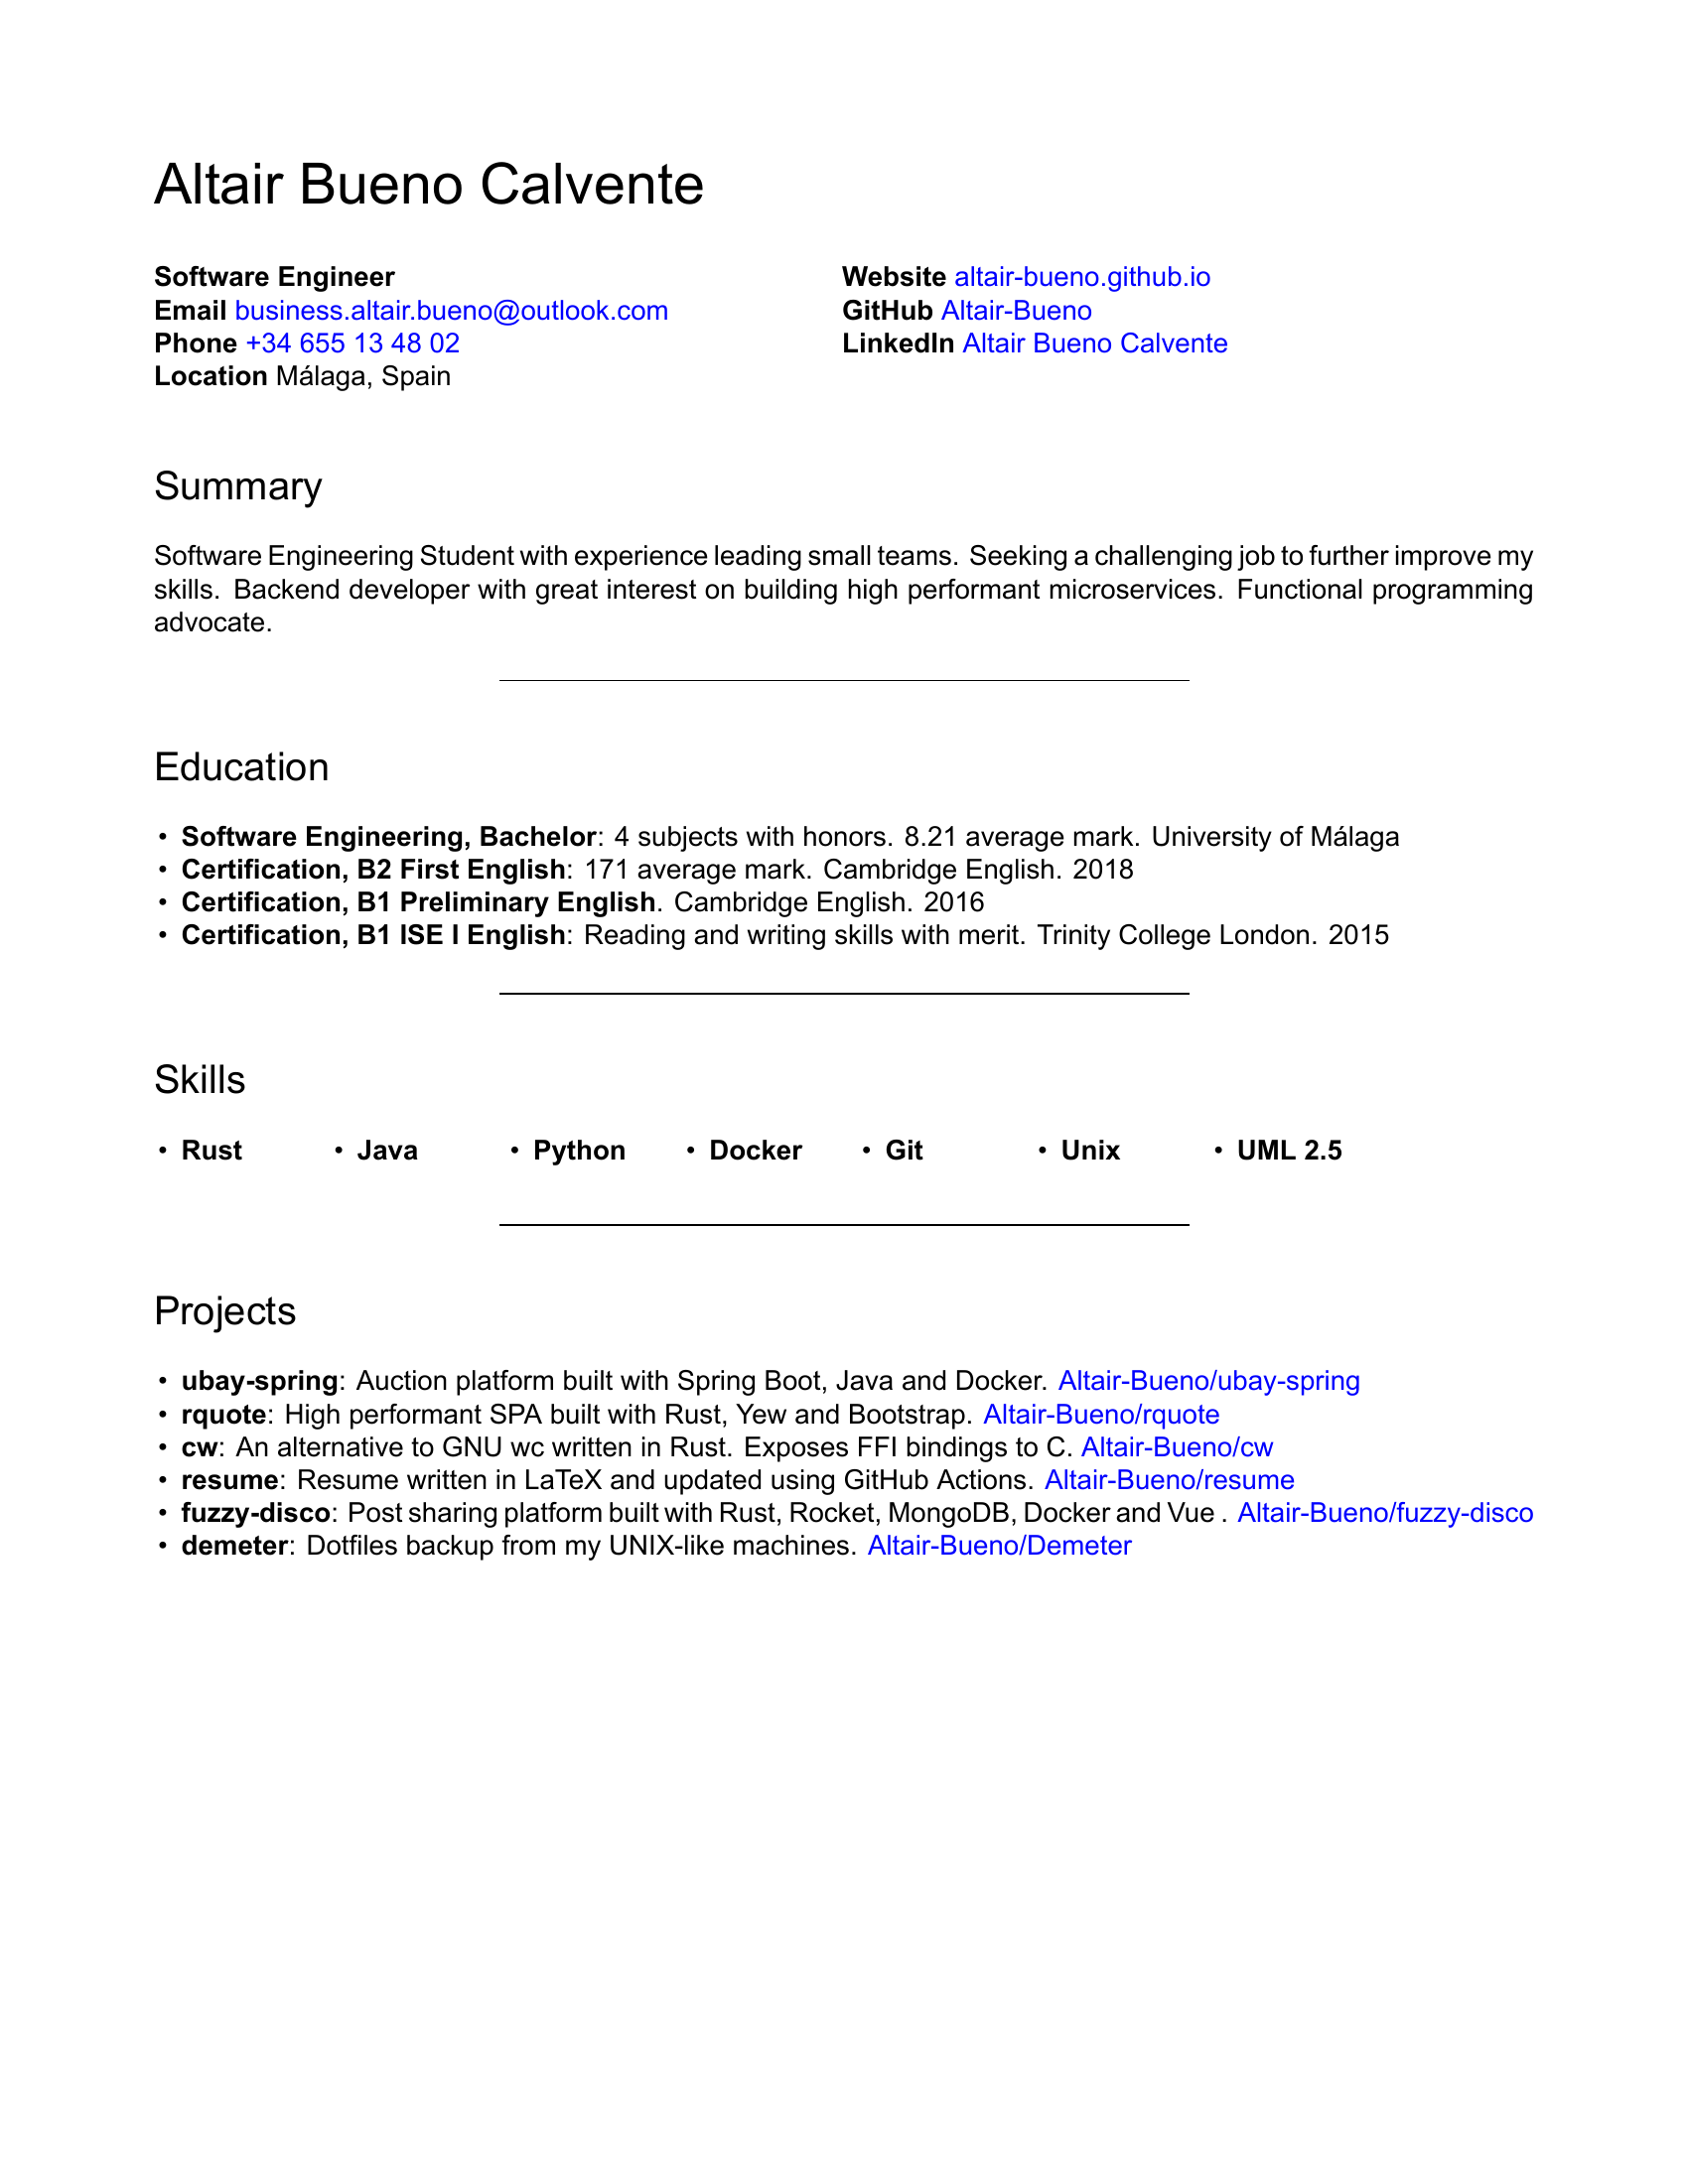 Altair Bueno Calvente
Software Engineer
Email business.altair.bueno@outlook.com
Phone +34 655 13 48 02
Location Málaga, Spain
Website altair-bueno.github.io
GitHub Altair-Bueno
LinkedIn Altair Bueno Calvente
Summary
Software Engineering Student with experience leading small teams. Seeking a challenging job to further improve my
skills. Backend developer with great interest on building high performant microservices. Functional programming
advocate.
Education
• Software Engineering, Bachelor: 4 subjects with honors. 8.21 average mark. University of Málaga
• Certification, B2 First English: 171 average mark. Cambridge English. 2018
• Certification, B1 Preliminary English. Cambridge English. 2016
• Certification, B1 ISE I English: Reading and writing skills with merit. Trinity College London. 2015
Skills
• Rust • Java • Python • Docker • Git • Unix • UML 2.5
Projects
• ubay-spring: Auction platform built with Spring Boot, Java and Docker. Altair-Bueno/ubay-spring
• rquote: High performant SPA built with Rust, Yew and Bootstrap. Altair-Bueno/rquote
• cw: An alternative to GNU wc written in Rust. Exposes FFI bindings to C. Altair-Bueno/cw
• resume: Resume written in LaTeX and updated using GitHub Actions. Altair-Bueno/resume
• fuzzy-disco: Post sharing platform built with Rust, Rocket, MongoDB, Docker and Vue . Altair-Bueno/fuzzy-disco
• demeter: Dotfiles backup from my UNIX-like machines. Altair-Bueno/Demeter